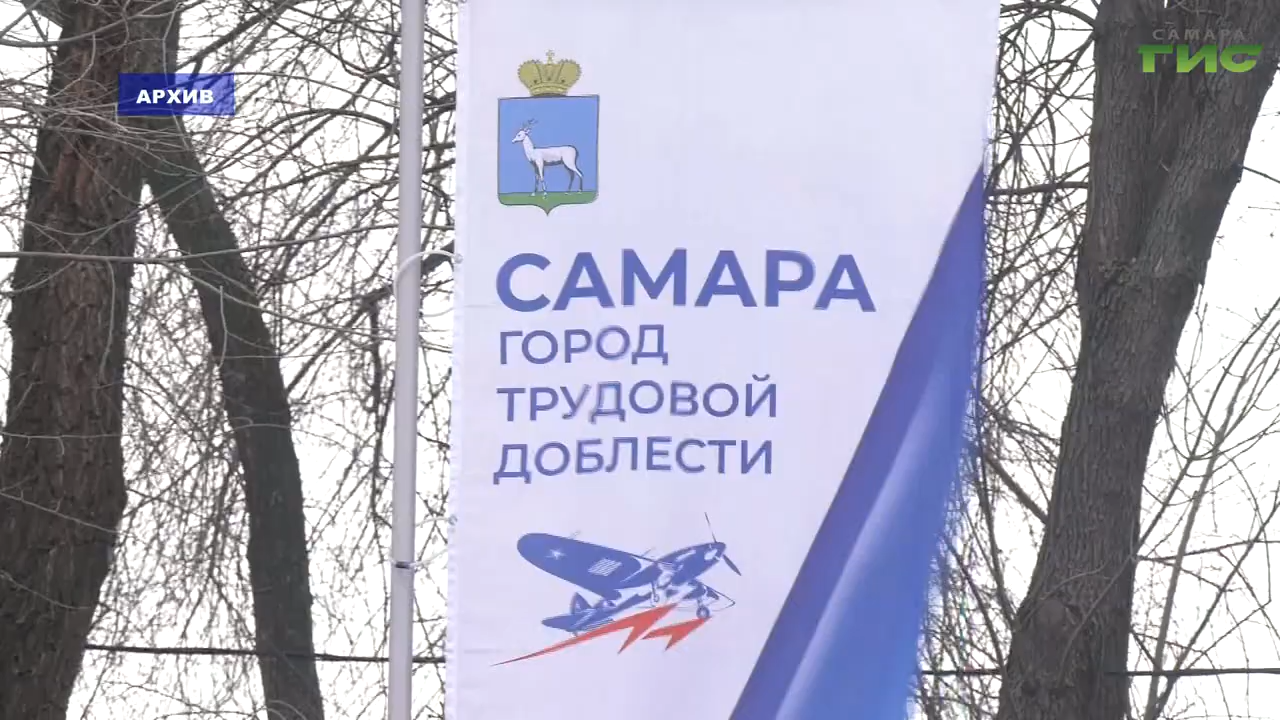 САМАРА
ГИС
АРХИВ
САМАРА
ГОРОД
ТРУДОВОЙ
ДОБЛЕСТИ